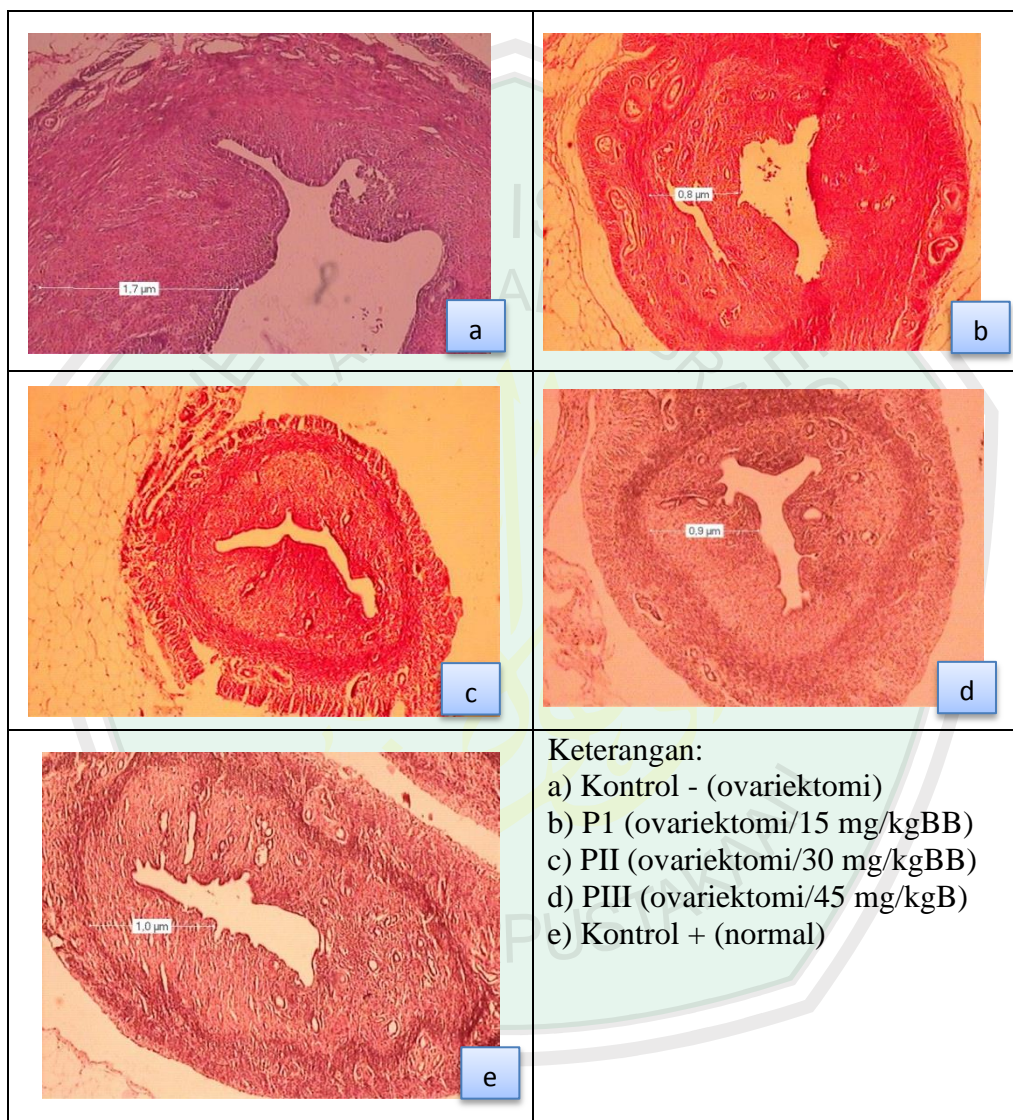 1,7 µm
a
0,8 µm
b
c
0,9 µm
d
1,0 µm
e
Keterangan:
a) Kontrol - (ovariektomi)
b) P1 (ovariektomi/15 mg/kgBB)
c) PII (ovariektomi/30 mg/kgBB)
d) PIII (ovariektomi/45 mg/kgB)
e) Kontrol + (normal)
PUSTAKAAN